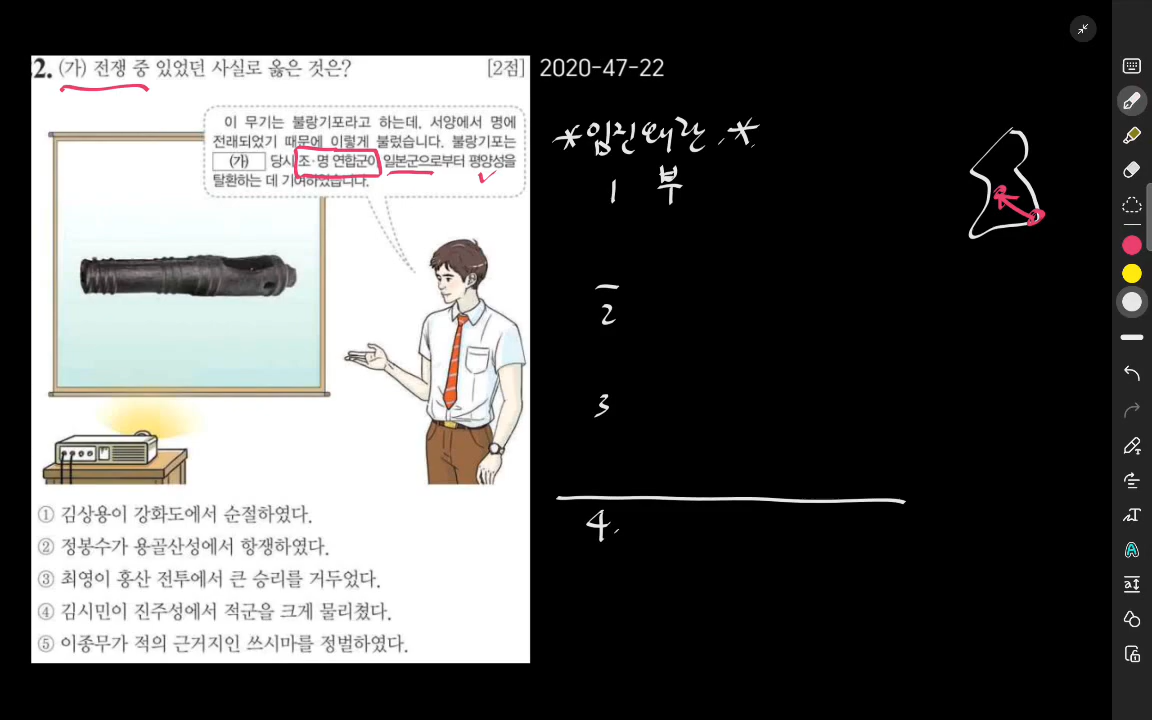 2. (가) 전쟁 중 있었던 사실로 옳은 것은? [2점]
2020-47-22
이 무기는 불랑기포라고 하는데, 서양에서 명에
전래되었기 때문에 이렇게 불렀습니다. 불랑기포는
(가) 당시 조·명 연합군이 일본군으로부터 평양성을
탈환하는 데 기여하였습니다.
① 김상용이 강화도에서 순절하였다.
② 정봉수가 용골산성에서 항쟁하였다.
③ 최영이 홍산 전투에서 큰 승리를 거두었다.
④ 김시민이 진주성에서 적군을 크게 물리쳤다.
⑤ 이종무가 적의 근거지인 쓰시마를 정벌하였다.
*임진왜란*
1 부
2
3
4.